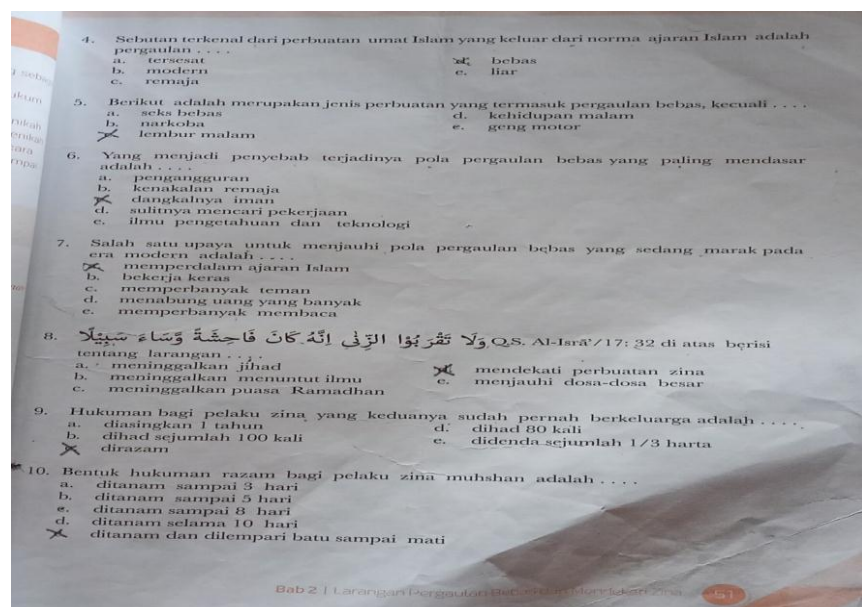 4. Sebutan terkenal dari perbuatan umat Islam yang keluar dari norma ajaran Islam adalah
pergaulan . . . .
a. tersesat
b. modern
c. remaja
d. bebas
e. liar
5. Berikut adalah merupakan jenis perbuatan yang termasuk pergaulan bebas, kecuali . . . .
a. seks bebas
b. narkoba
c. lembur malam
d. kehidupan malam
e. geng motor
6. Yang menjadi penyebab terjadinya pola pergaulan bebas yang paling mendasar
adalah . . . .
a. pengangguran
b. kenakalan remaja
c. dangkalnya iman
d. sulitnya mencari pekerjaan
e. ilmu pengetahuan dan teknologi
7. Salah satu upaya untuk menjauhi pola pergaulan bebas yang sedang marak pada
era modern adalah . . . .
a. memperdalam ajaran Islam
b. bekerja keras
c. memperbanyak teman
d. menabung uang yang banyak
e. memperbanyak membaca
8. وَلَا تَقْرَبُوا الزِّنٰٓى اِنَّهٗ كَانَ فَاحِشَةً وَّسَاءَ سَبِيْلًا Q.S. Al-Isrā'/17: 32 di atas berisi
tentang larangan . . . .
a. meninggalkan jihad
b. meninggalkan menuntut ilmu
c. meninggalkan puasa Ramadhan
d. mendekati perbuatan zina
e. menjauhi dosa-dosa besar
9. Hukuman bagi pelaku zina yang keduanya sudah pernah berkeluarga adalah . . . .
a. diasingkan 1 tahun
b. dihad sejumlah 100 kali
c. dirazam
d. dihad 80 kali
e. didenda sejumlah 1/3 harta
10. Bentuk hukuman razam bagi pelaku zina muhshan adalah . . . .
a. ditanam sampai 3 hari
b. ditanam sampai 5 hari
c. ditanam sampai 8 hari
d. ditanam selama 10 hari
e. ditanam dan dilempari batu sampai mati
Bab 2 | Larangan Pergaulan Bebas dan Mendekati Zina 51